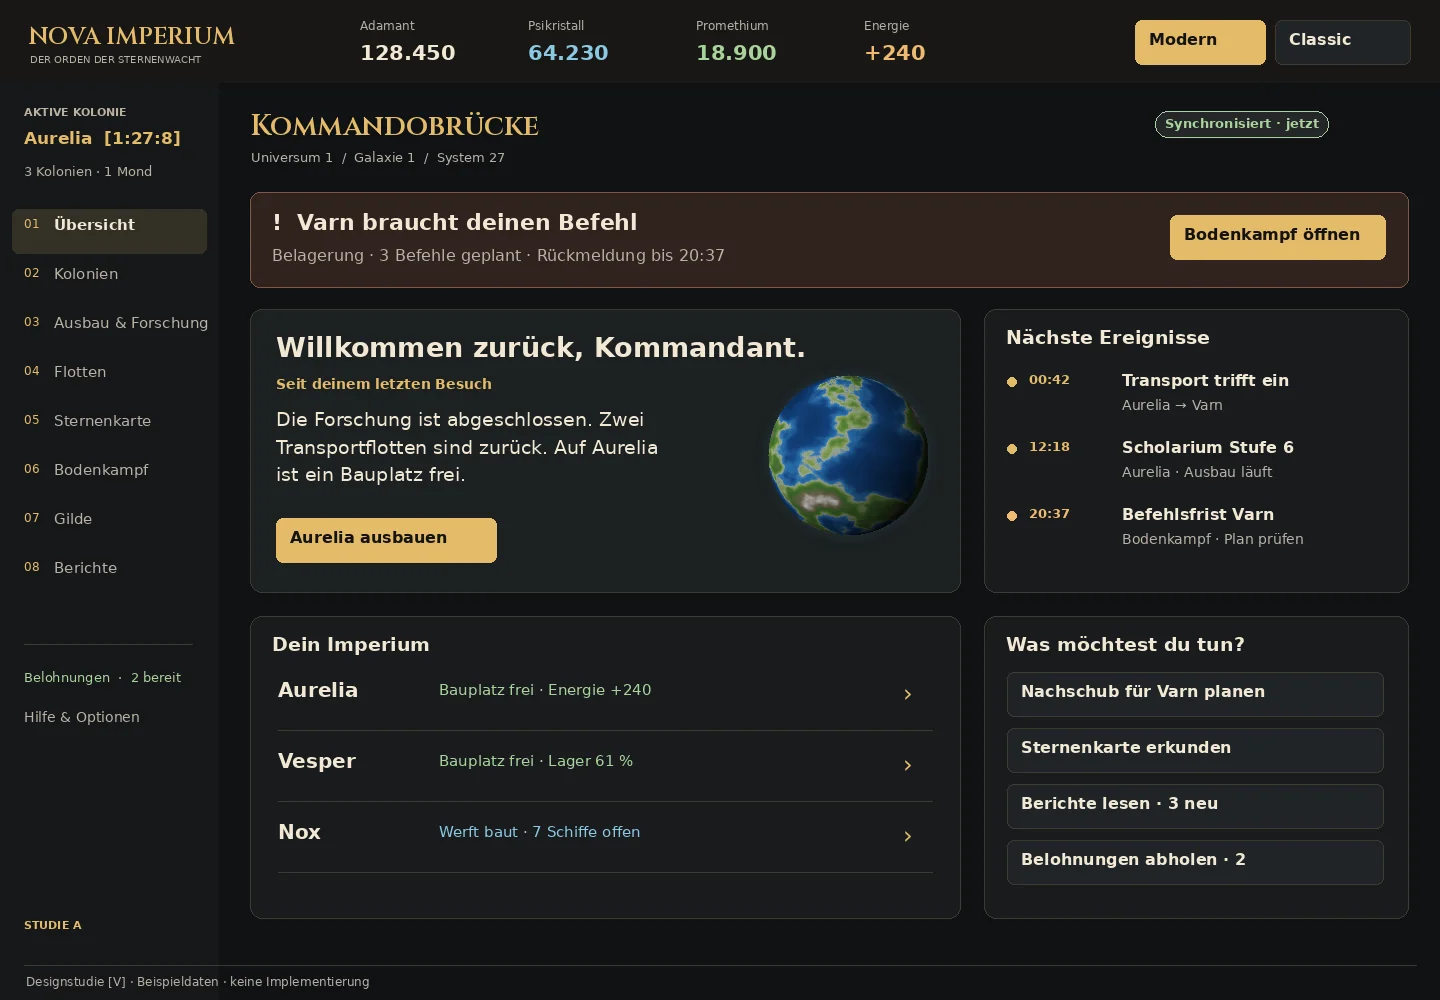 NOVA IMPERIUM
DER ORDEN DER STERNENWACHT
Adamant
128.450
Psikristall
64.230
Promethium
18.900
Energie
+240
Modern
Classic
AKTIVE KOLONIE
Aurelia [1:27:8]
3 Kolonien · 1 Mond
01 Übersicht
02 Kolonien
03 Ausbau & Forschung
04 Flotten
05 Sternenkarte
06 Bodenkampf
07 Gilde
08 Berichte
Belohnungen · 2 bereit
Hilfe & Optionen
STUDIE A
KOMMANDOBRÜCKE
Universum 1 / Galaxie 1 / System 27
Synchronisiert · jetzt
! Varn braucht deinen Befehl
Belagerung · 3 Befehle geplant · Rückmeldung bis 20:37
Bodenkampf öffnen
Willkommen zurück, Kommandant.
Seit deinem letzten Besuch
Die Forschung ist abgeschlossen. Zwei
Transportflotten sind zurück. Auf Aurelia
ist ein Bauplatz frei.
Aurelia ausbauen
Nächste Ereignisse
00:42 Transport trifft ein
Aurelia → Varn
12:18 Scholarium Stufe 6
Aurelia · Ausbau läuft
20:37 Befehlsfrist Varn
Bodenkampf · Plan prüfen
Dein Imperium
Aurelia Bauplatz frei · Energie +240 ›
Vesper Bauplatz frei · Lager 61 % ›
Nox Werft baut · 7 Schiffe offen ›
Was möchtest du tun?
Nachschub für Varn planen
Sternenkarte erkunden
Berichte lesen · 3 neu
Belohnungen abholen · 2
Designstudie [V] · Beispieldaten · keine Implementierung